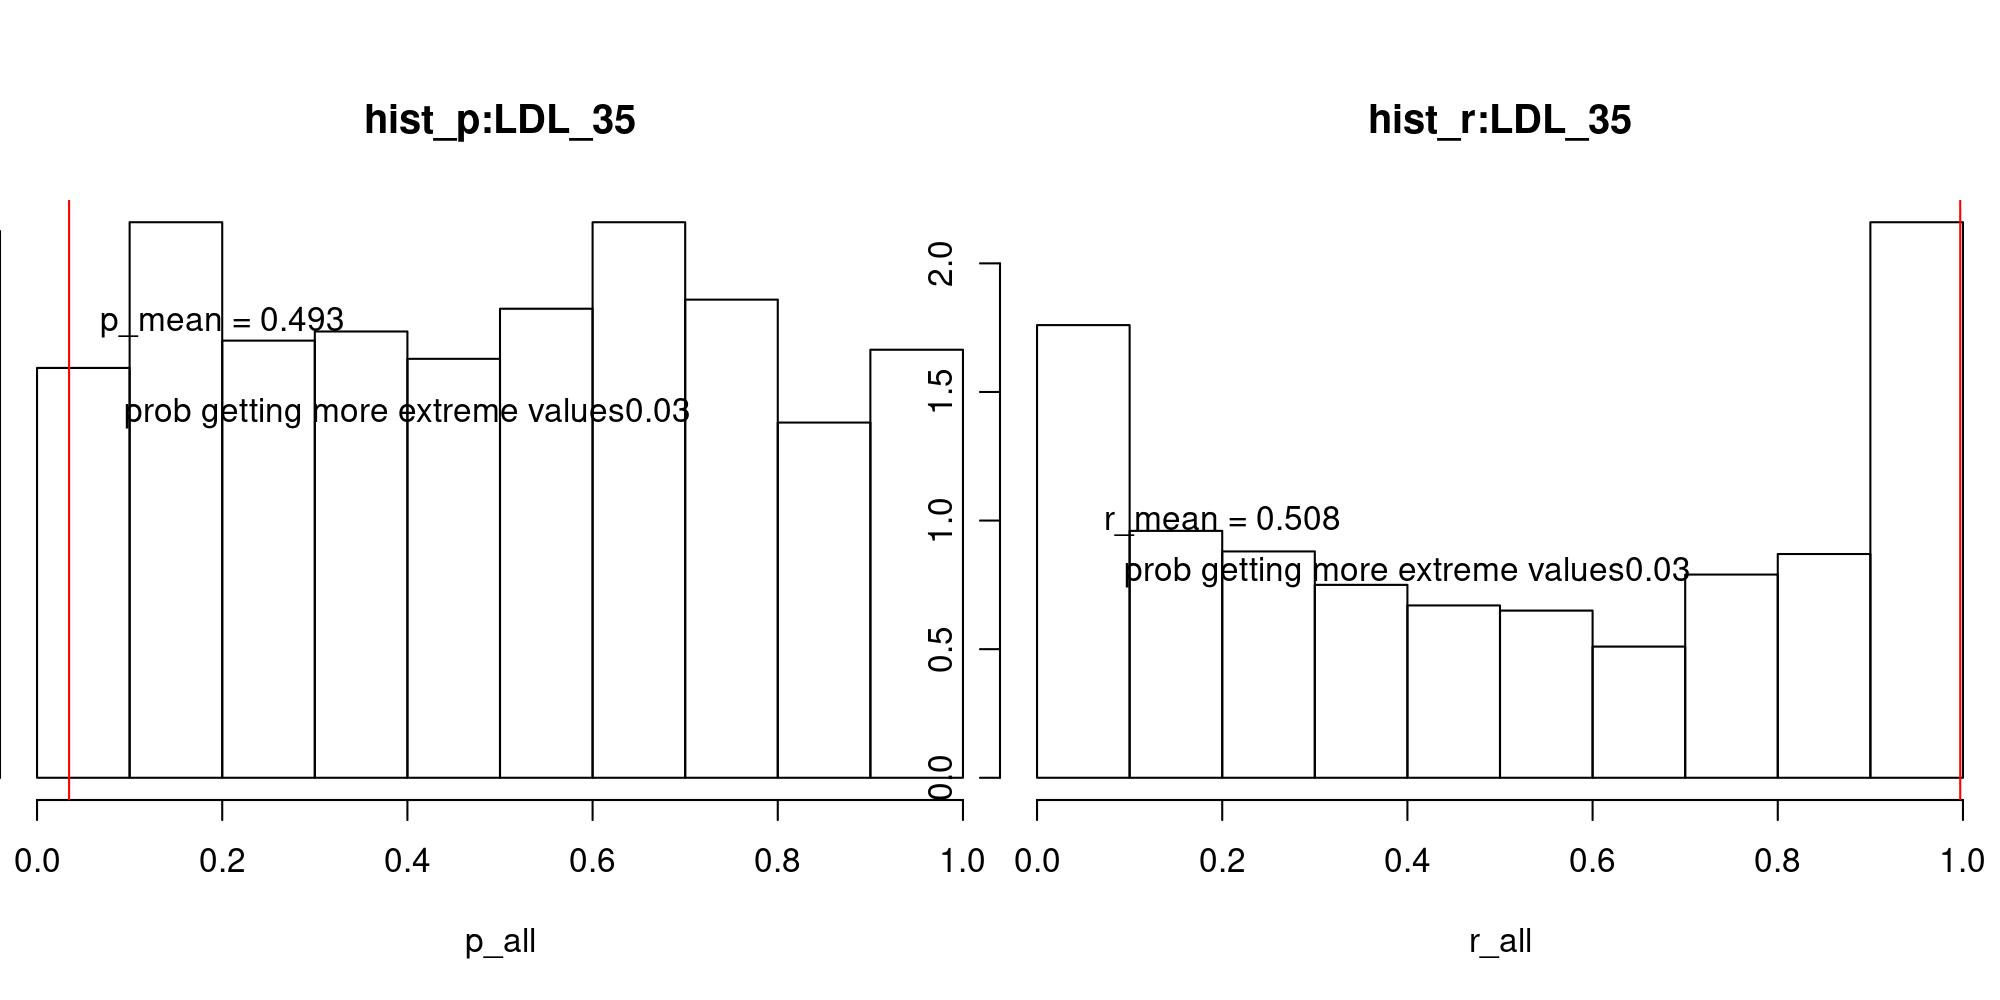 hist_p:LDL_35
p_mean = 0.493
prob getting more extreme values0.03
0.0 0.2 0.4 0.6 0.8 1.0
p_all
hist_r:LDL_35
2.0
1.5
1.0
0.5
0.0
r_mean = 0.508
prob getting more extreme values0.03
0.0 0.2 0.4 0.6 0.8 1.0
r_all